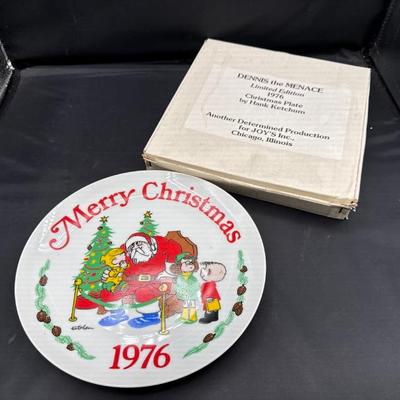 DENNIS the MENACE
Limited Edition
1976
Christmas Plate
by Hank Ketchum
Another Determined Production
for JOY'S Inc.,
Chicago, Illinois
Merry Christmas
1976